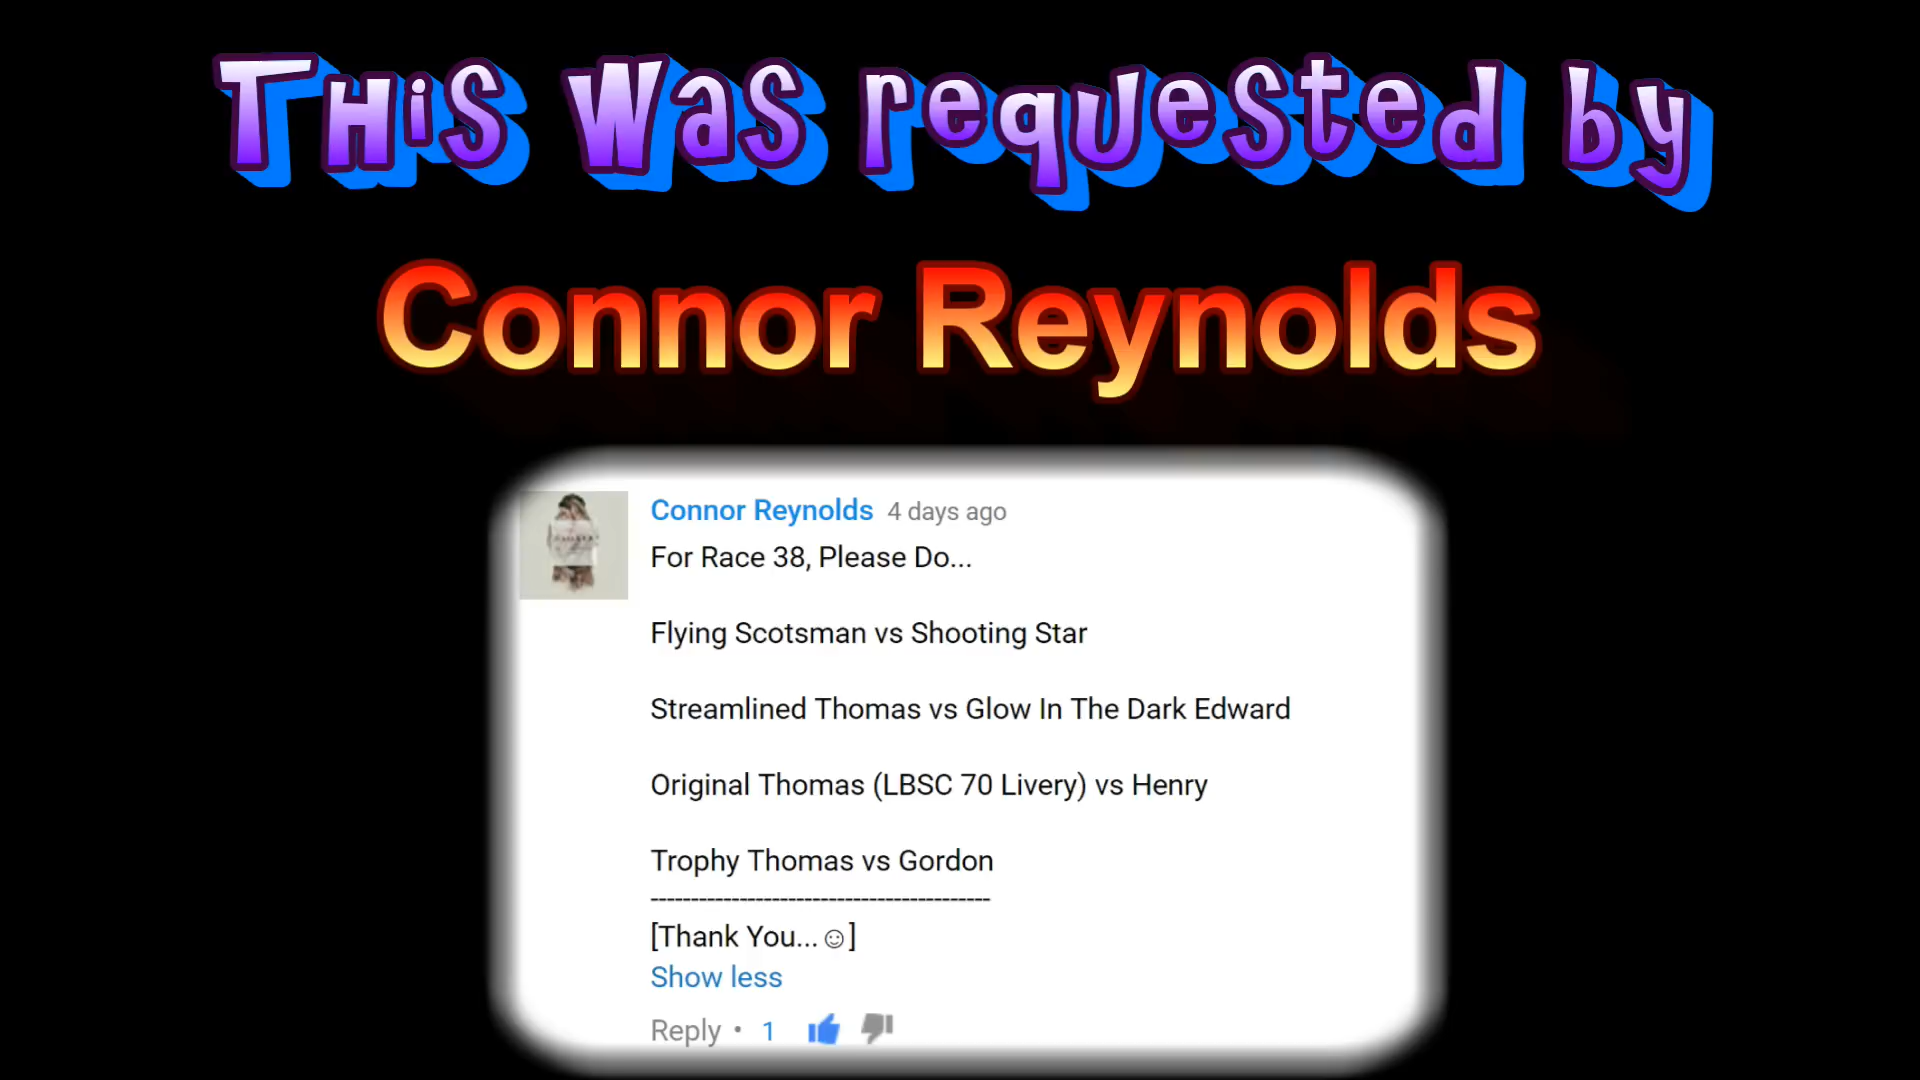 This was requested by
Connor Reynolds
Connor Reynolds 4 days ago
For Race 38, Please Do...
Flying Scotsman vs Shooting Star
Streamlined Thomas vs Glow In The Dark Edward
Original Thomas (LBSC 70 Livery) vs Henry
Trophy Thomas vs Gordon
------------------------------------------
[Thank You...☺]
Show less
Reply • 1